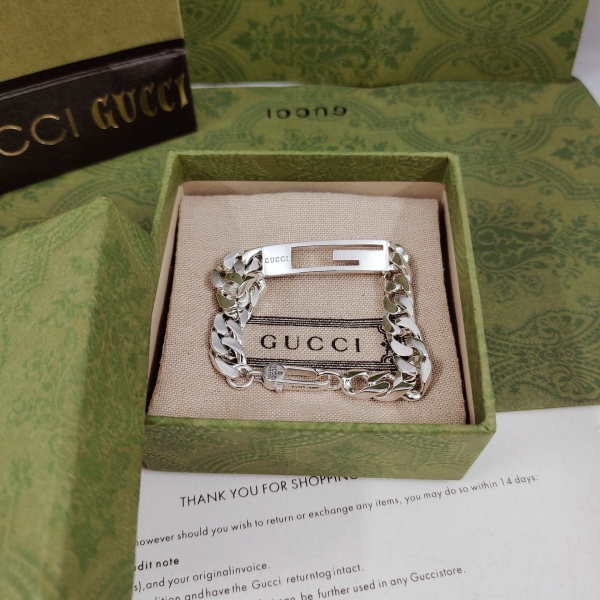 CCI GUCCI
GUCCI
GUCCI
GUCCI
THANK YOU FOR SHOPPING
however should you wish to return or exchange any items, you may do so within 14 days:
dit note
s),and your originalinvoice.
dition and have the Gucci returntog intact.
can be further used in any Guccistore.